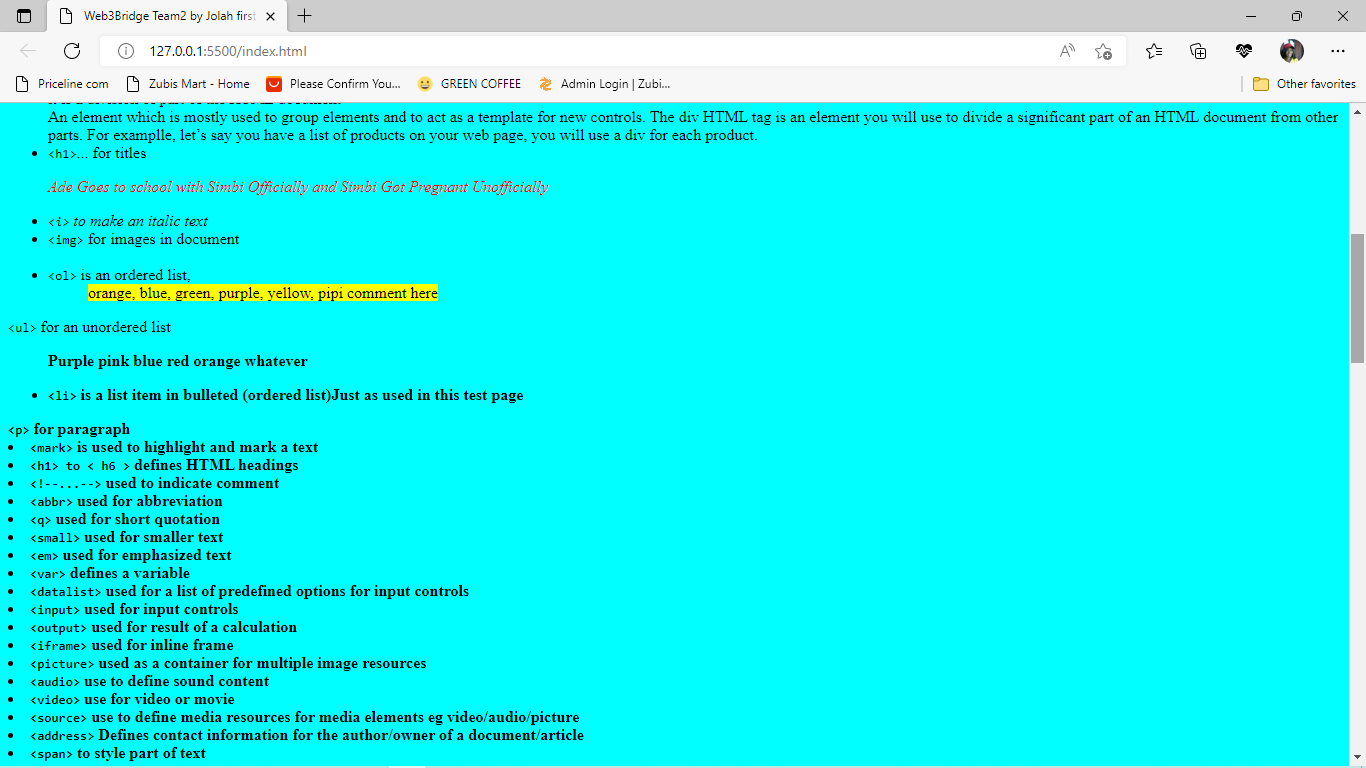 Web3Bridge Team2 by Jolah first
127.0.0.1:5500/index.html
Priceline com
Zubis Mart - Home
Please Confirm You...
GREEN COFFEE
Admin Login | Zubi...
Other favorites
An element which is mostly used to group elements and to act as a template for new controls. The div HTML tag is an element you will use to divide a significant part of an HTML document from other
parts. For examplle, let’s say you have a list of products on your web page, you will use a div for each product.
<h1>... for titles
Ade Goes to school with Simbi Officially and Simbi Got Pregnant Unofficially
<i> to make an italic text
<img> for images in document
<ol> is an ordered list,
orange, blue, green, purple, yellow, pipi comment here
<ul> for an unordered list
Purple pink blue red orange whatever
<li> is a list item in bulleted (ordered list)Just as used in this test page
<p> for paragraph
<mark> is used to highlight and mark a text
<h1> to < h6 > defines HTML headings
<!--...--> used to indicate comment
<abbr> used for abbreviation
<q> used for short quotation
<small> used for smaller text
<em> used for emphasized text
<var> defines a variable
<datalist> used for a list of predefined options for input controls
<input> used for input controls
<output> used for result of a calculation
<iframe> used for inline frame
<picture> used as a container for multiple image resources
<audio> use to define sound content
<video> use for video or movie
<source> use to define media resources for media elements eg video/audio/picture
<address> Defines contact information for the author/owner of a document/article
<span> to style part of text